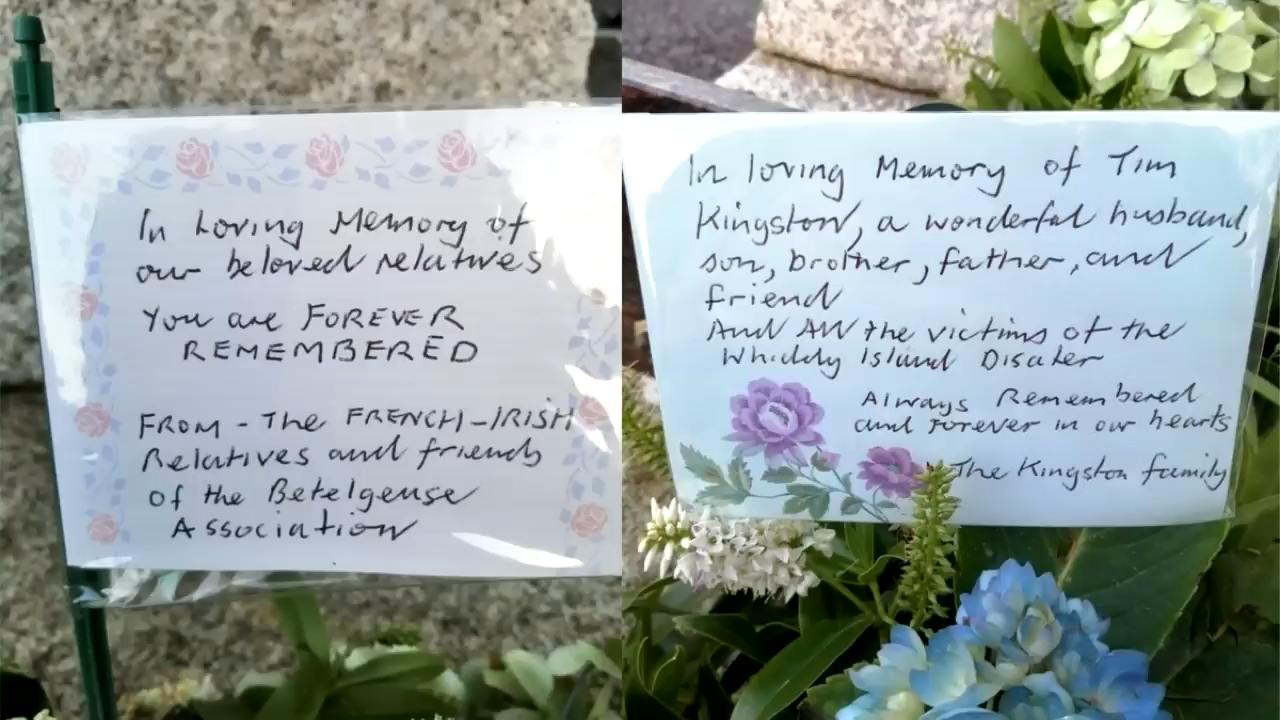 In Loving Memory of
our beloved relatives
You are FOREVER
REMEMBERED
FROM - The FRENCH-IRISH
Relatives and friends
of the Betelgeuse
Association
In loving Memory of Tim
Kingston, a wonderful husband,
son, brother, father, and
friend
And All the victims of the
Whiddy Island Disater
Always Remembered
and Forever in our hearts
The Kingston family